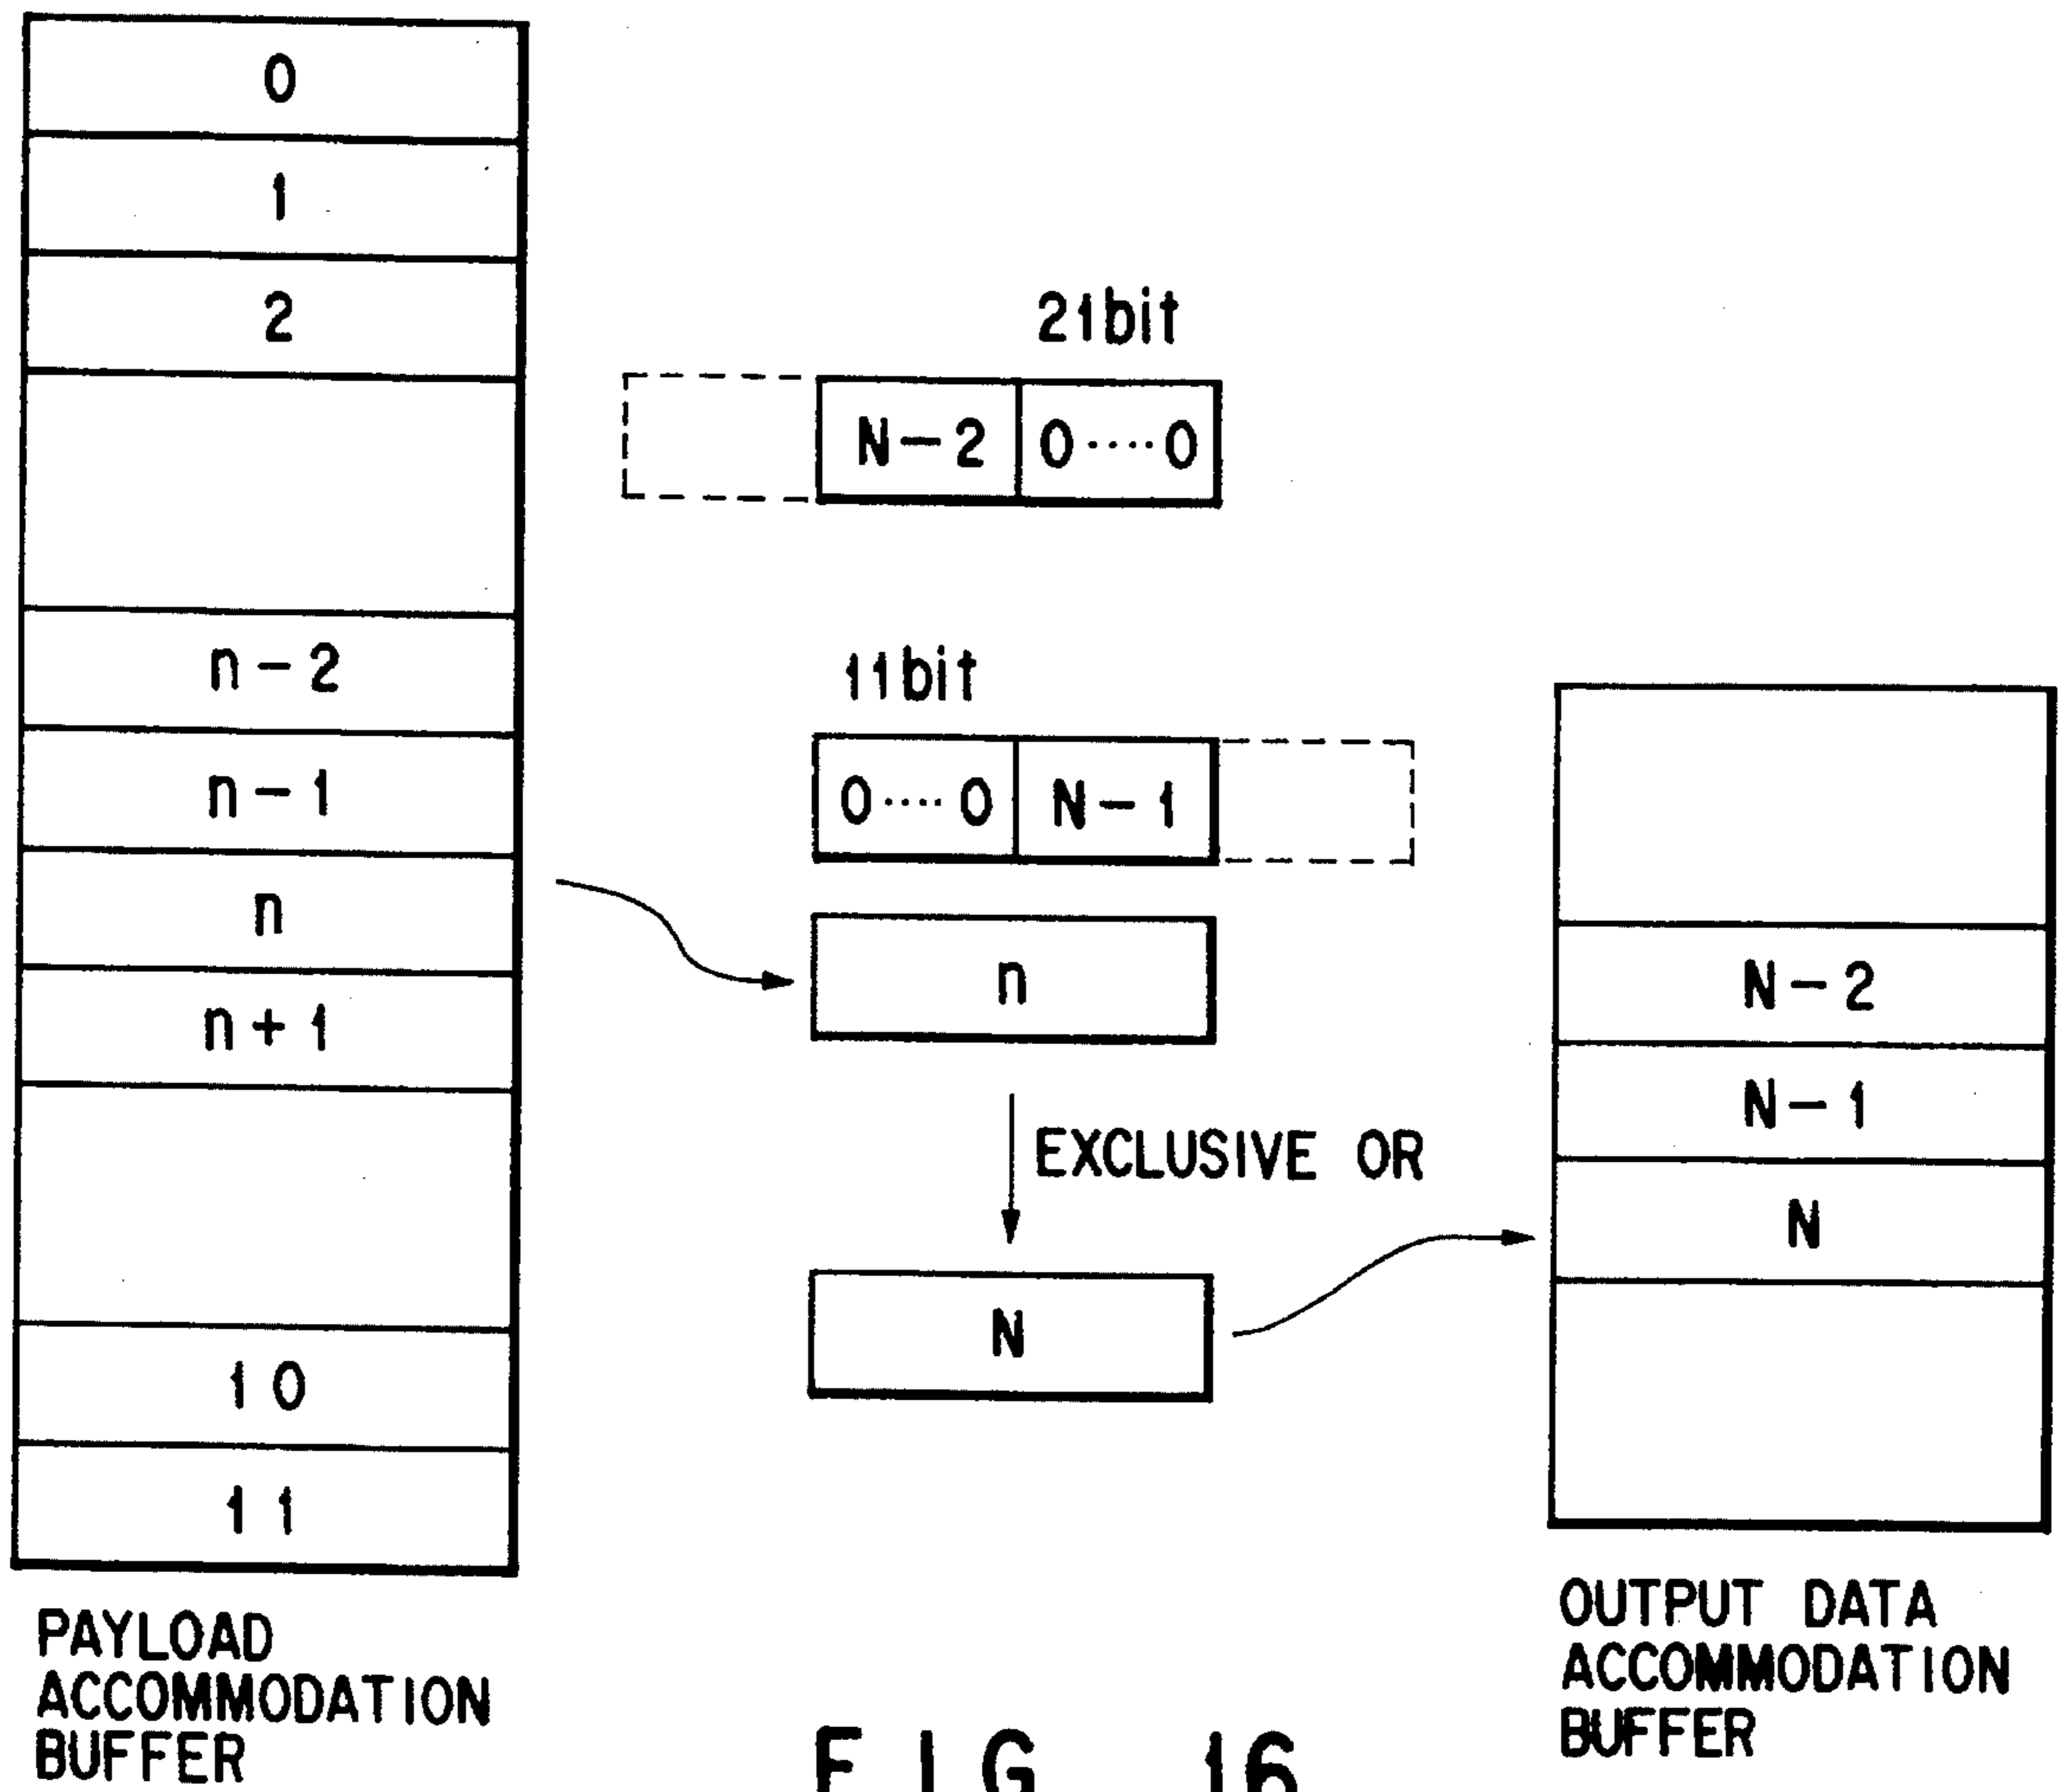 0
1
2
n-2
n-1
n
n+1
10
11
PAYLOAD
ACCOMMODATION
BUFFER
21bit
N-2 0····0
11bit
0····0 N-1
n
EXCLUSIVE OR
N
N-2
N-1
N
OUTPUT DATA
ACCOMMODATION
BUFFER
FIG 16